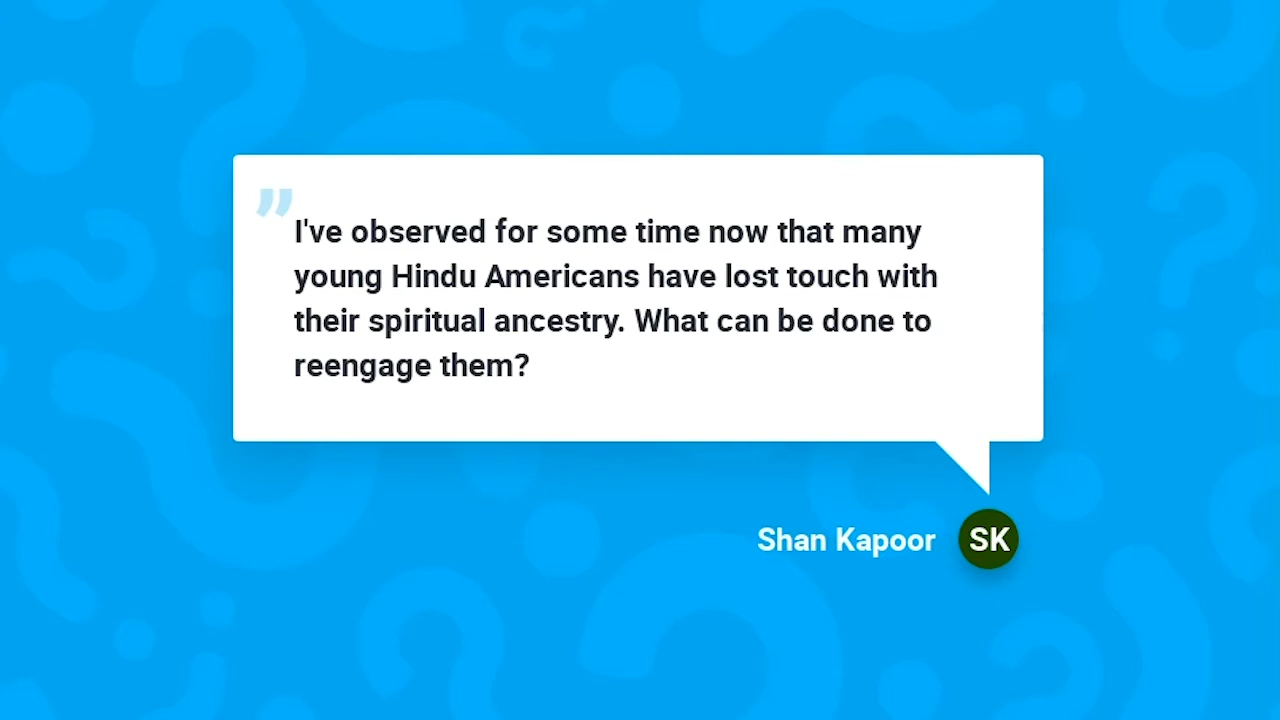 ”
I've observed for some time now that many
young Hindu Americans have lost touch with
their spiritual ancestry. What can be done to
reengage them?
Shan Kapoor SK